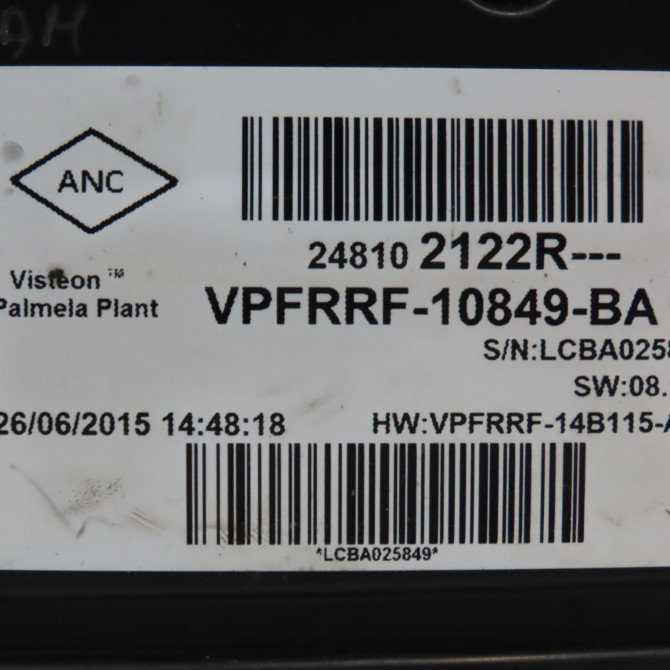 AM
ANC
24810 2122R---
Visteon™
Palmela Plant
VPFRRF-10849-BA
S/N:LCBA0258
SW:08.
26/06/2015 14:48:18
HW:VPFRRF-14B115-A
*LCBA025849*